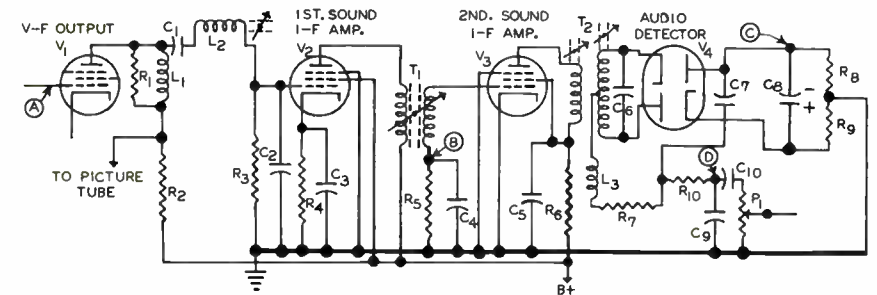 V-F OUTPUT
V1
1ST. SOUND
I-F AMP.
V2
2ND. SOUND
I-F AMP.
V3
AUDIO
DETECTOR
V4
A
R1
L1
C1
L2
TO PICTURE
TUBE
R2
R3
C2
R4
C3
T1
B
R5
C4
C5
R6
T2
C6
L3
R7
C
C7
C8
-
+
R8
R9
D
R10
C10
C9
P1
B+